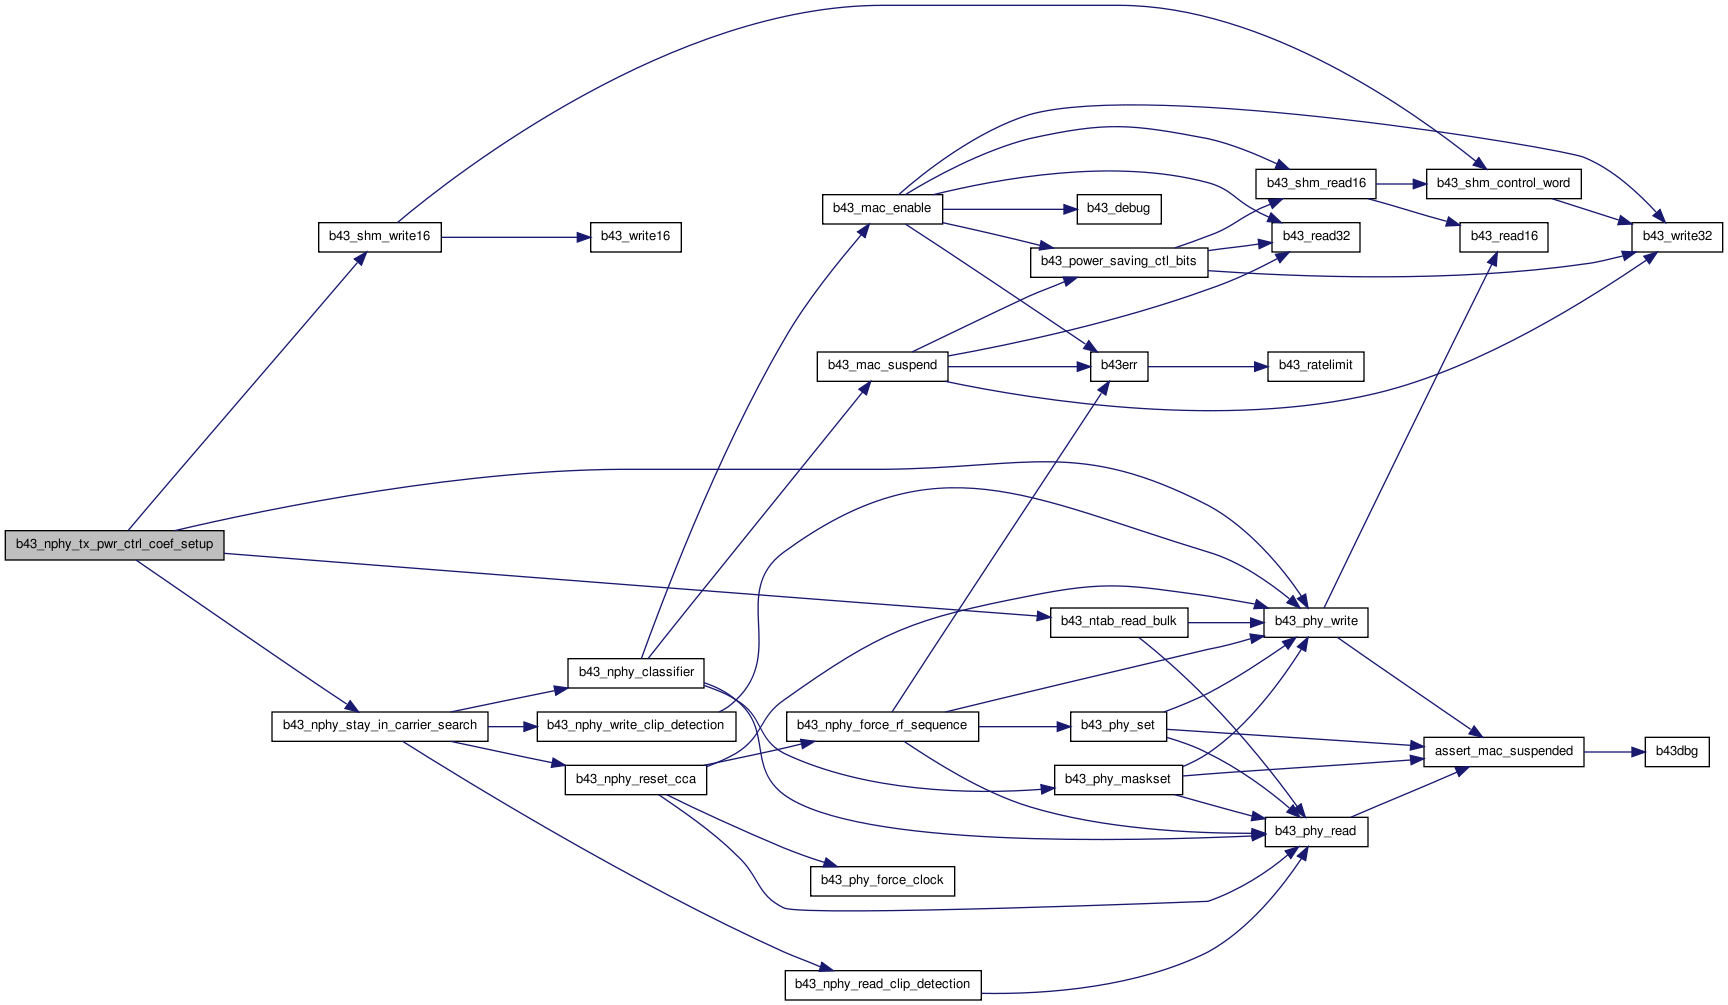 b43_shm_read16
b43_shm_control_word
b43_mac_enable
b43_debug
b43_shm_write16
b43_write16
b43_read32
b43_read16
b43_write32
b43_power_saving_ctl_bits
b43_mac_suspend
b43err
b43_ratelimit
b43_nphy_tx_pwr_ctrl_coef_setup
b43_ntab_read_bulk
b43_phy_write
b43_nphy_classifier
b43_nphy_stay_in_carrier_search
b43_nphy_write_clip_detection
b43_nphy_force_rf_sequence
b43_phy_set
assert_mac_suspended
b43dbg
b43_nphy_reset_cca
b43_phy_maskset
b43_phy_read
b43_phy_force_clock
b43_nphy_read_clip_detection